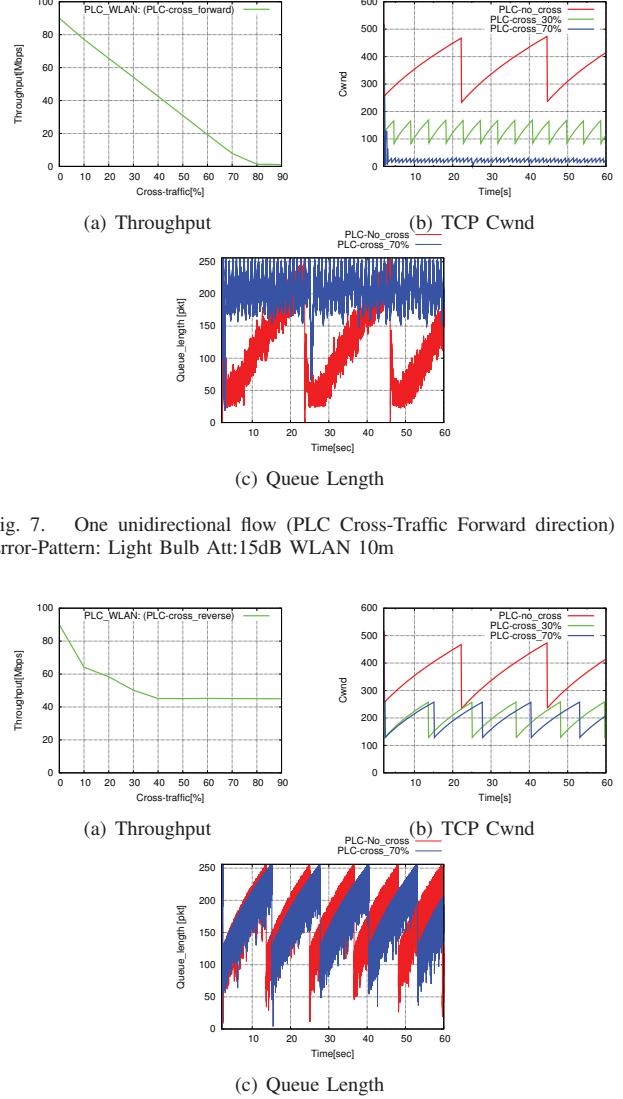 PLC_WLAN: (PLC-cross_forward)
100
80
60
40
20
0
Throughput[Mbps]
0 10 20 30 40 50 60 70 80 90
Cross-traffic[%]
(a) Throughput
PLC-no_cross
PLC-cross_30%
PLC-cross_70%
600
500
400
300
200
100
0
Cwnd
20 40 60
Time[s]
(b) TCP Cwnd
PLC-No_cross
PLC-cross_70%
250
200
150
100
50
0
Queue_length [pkt]
10 20 30 40 50 60
Time[sec]
(c) Queue Length
ig. 7. One unidirectional flow (PLC Cross-Traffic Forward direction)
rror-Pattern: Light Bulb Att:15dB WLAN 10m
PLC_WLAN: (PLC-cross_reverse)
100
80
60
40
20
0
Throughput[Mbps]
0 10 20 30 40 50 60 70 80 90
Cross-traffic[%]
(a) Throughput
PLC-no_cross
PLC-cross_30%
PLC-cross_70%
600
500
400
300
200
100
0
Cwnd
20 40 60
Time[s]
(b) TCP Cwnd
PLC-No_cross
PLC-cross_70%
250
200
150
100
50
0
Queue_length [pkt]
10 20 30 40 50 60
Time[sec]
(c) Queue Length